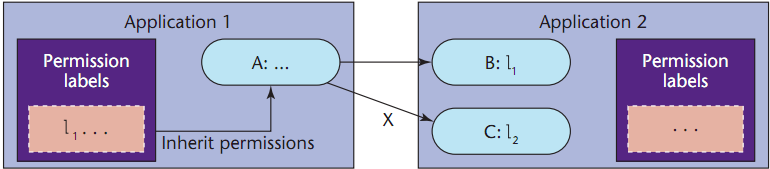 Application 1
Permission
labels
l₁ . . .
Inherit permissions
A: ...
X
Application 2
B: l₁
C: l₂
Permission
labels
. . .